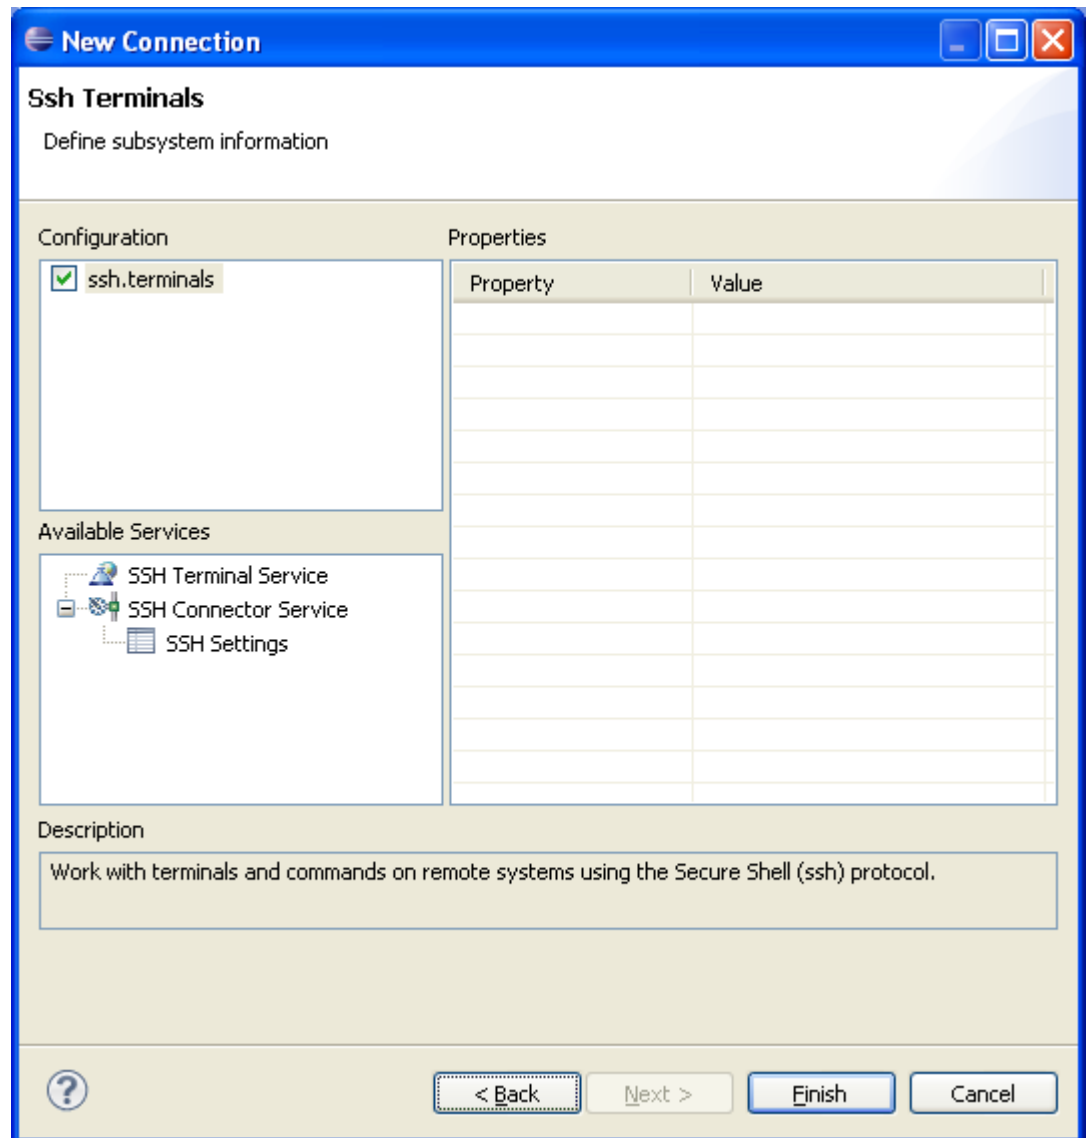 New Connection
Ssh Terminals
Define subsystem information
Configuration
ssh.terminals
Properties
Property Value
Available Services
SSH Terminal Service
SSH Connector Service
SSH Settings
Description
Work with terminals and commands on remote systems using the Secure Shell (ssh) protocol.
?
< Back Next > Finish Cancel